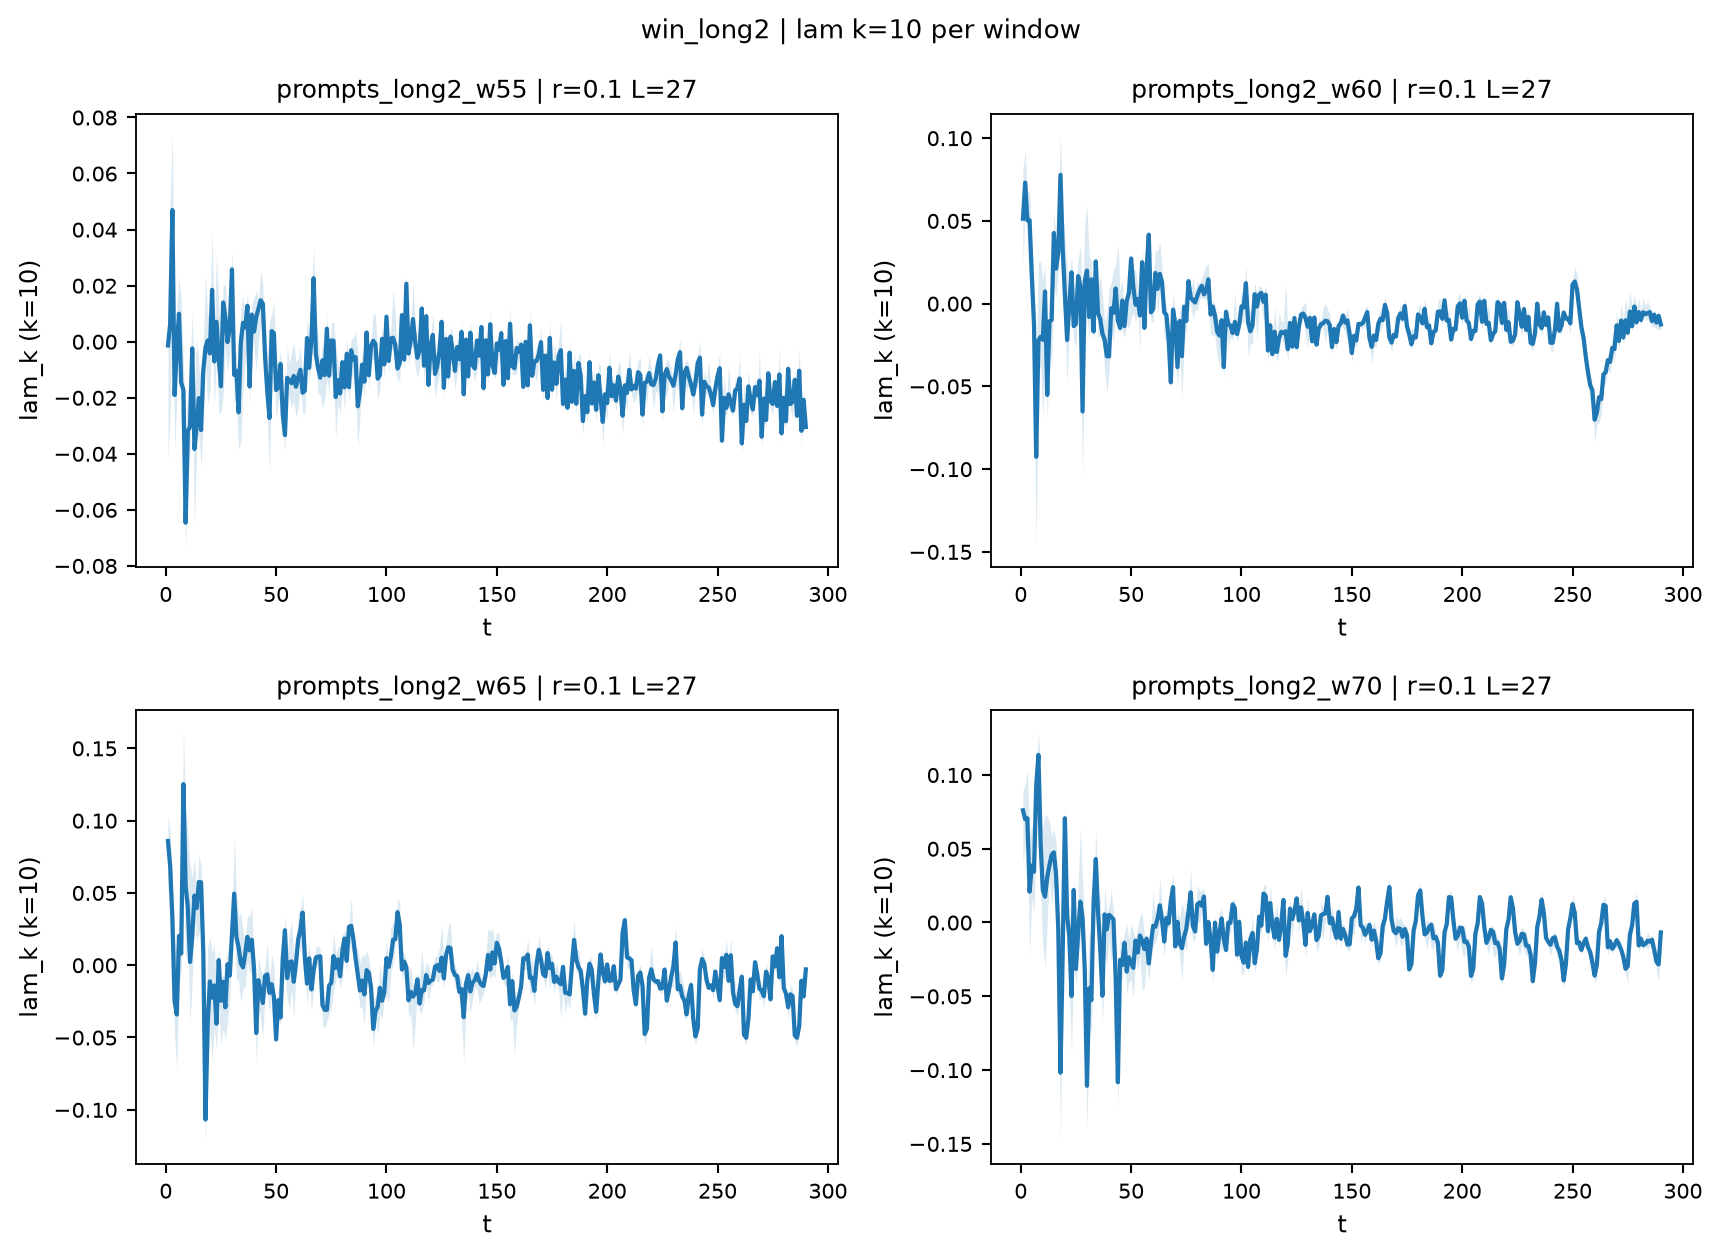 win_long2 | lam k=10 per window
prompts_long2_w55 | r=0.1 L=27
lam_k (k=10)
0.08
0.06
0.04
0.02
0.00
−0.02
−0.04
−0.06
−0.08
0 50 100 150 200 250 300
t
prompts_long2_w60 | r=0.1 L=27
lam_k (k=10)
0.10
0.05
0.00
−0.05
−0.10
−0.15
0 50 100 150 200 250 300
t
prompts_long2_w65 | r=0.1 L=27
lam_k (k=10)
0.15
0.10
0.05
0.00
−0.05
−0.10
0 50 100 150 200 250 300
t
prompts_long2_w70 | r=0.1 L=27
lam_k (k=10)
0.10
0.05
0.00
−0.05
−0.10
−0.15
0 50 100 150 200 250 300
t